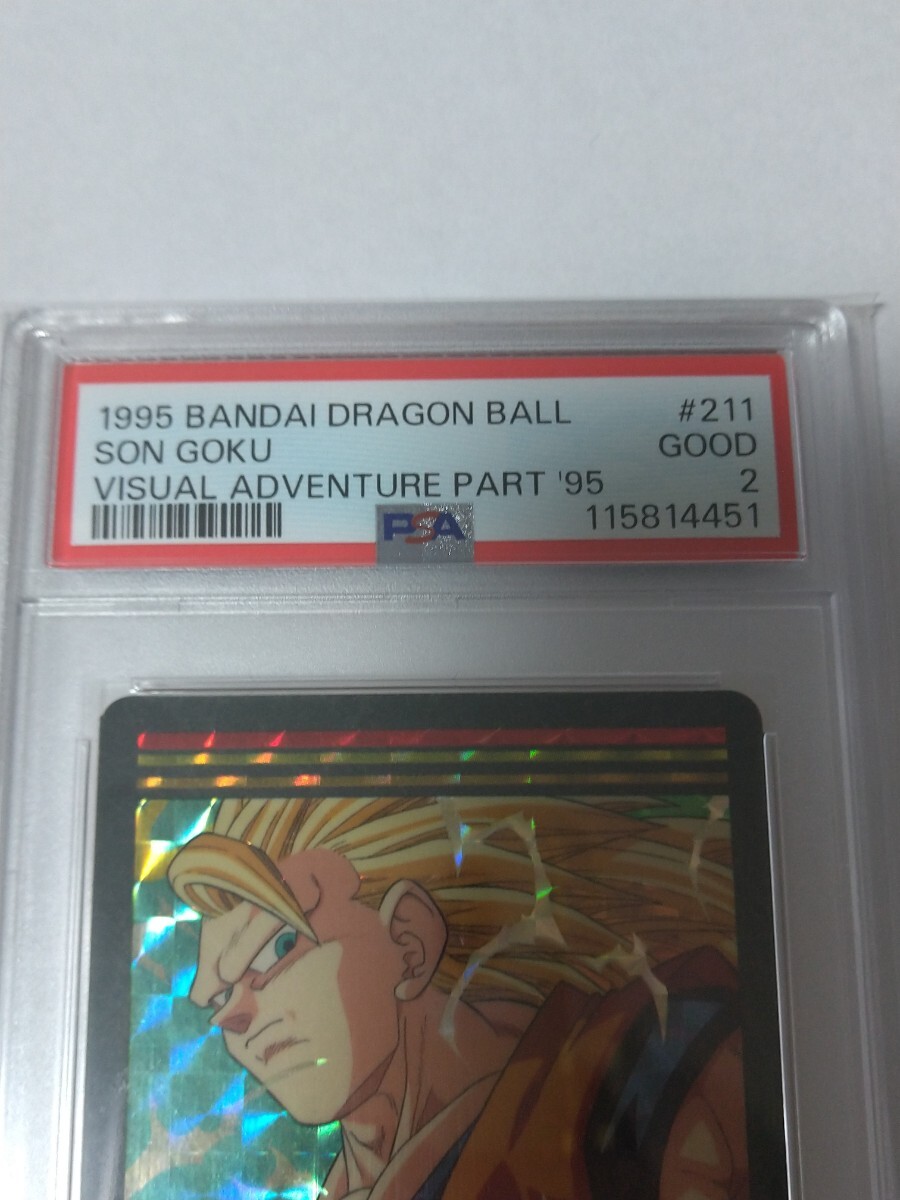 1995 BANDAI DRAGON BALL #211
SON GOKU GOOD
VISUAL ADVENTURE PART '95 2
PSA 115814451